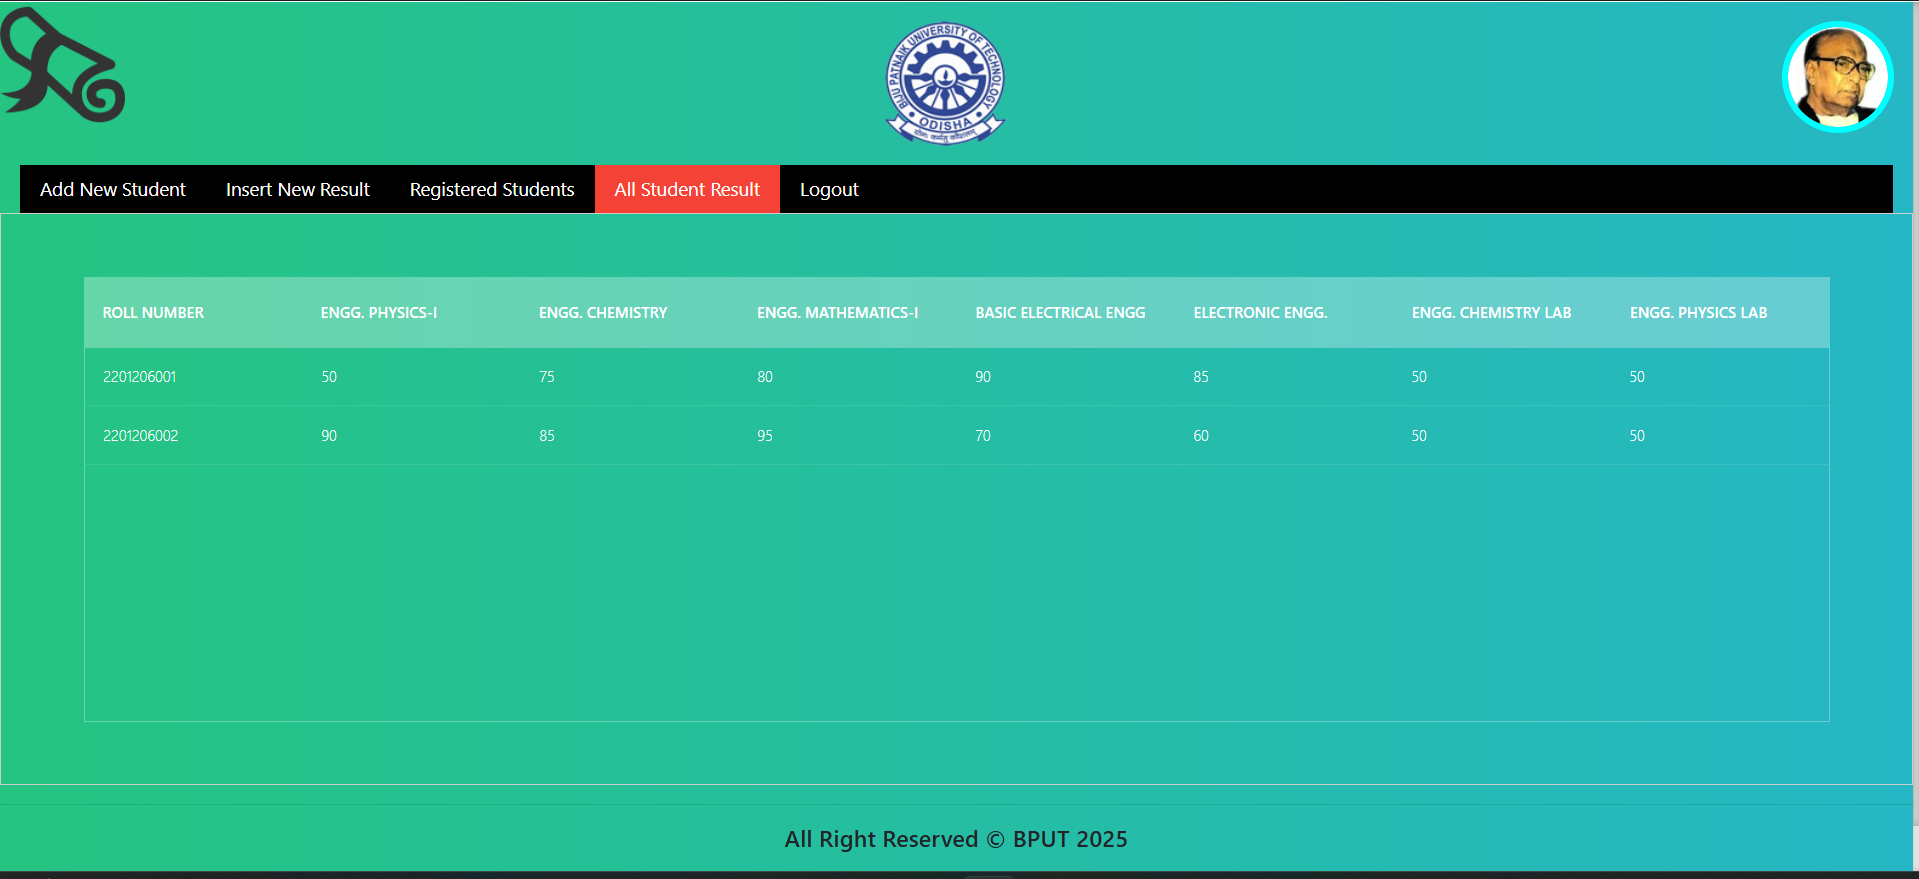 BIJU PATNAIK UNIVERSITY OF TECHNOLOGY
ODISHA
Add New Student Insert New Result Registered Students All Student Result Logout
ROLL NUMBER ENGG. PHYSICS-I ENGG. CHEMISTRY ENGG. MATHEMATICS-I BASIC ELECTRICAL ENGG ELECTRONIC ENGG. ENGG. CHEMISTRY LAB ENGG. PHYSICS LAB
2201206001 50 75 80 90 85 50 50
2201206002 90 85 95 70 60 50 50
All Right Reserved © BPUT 2025